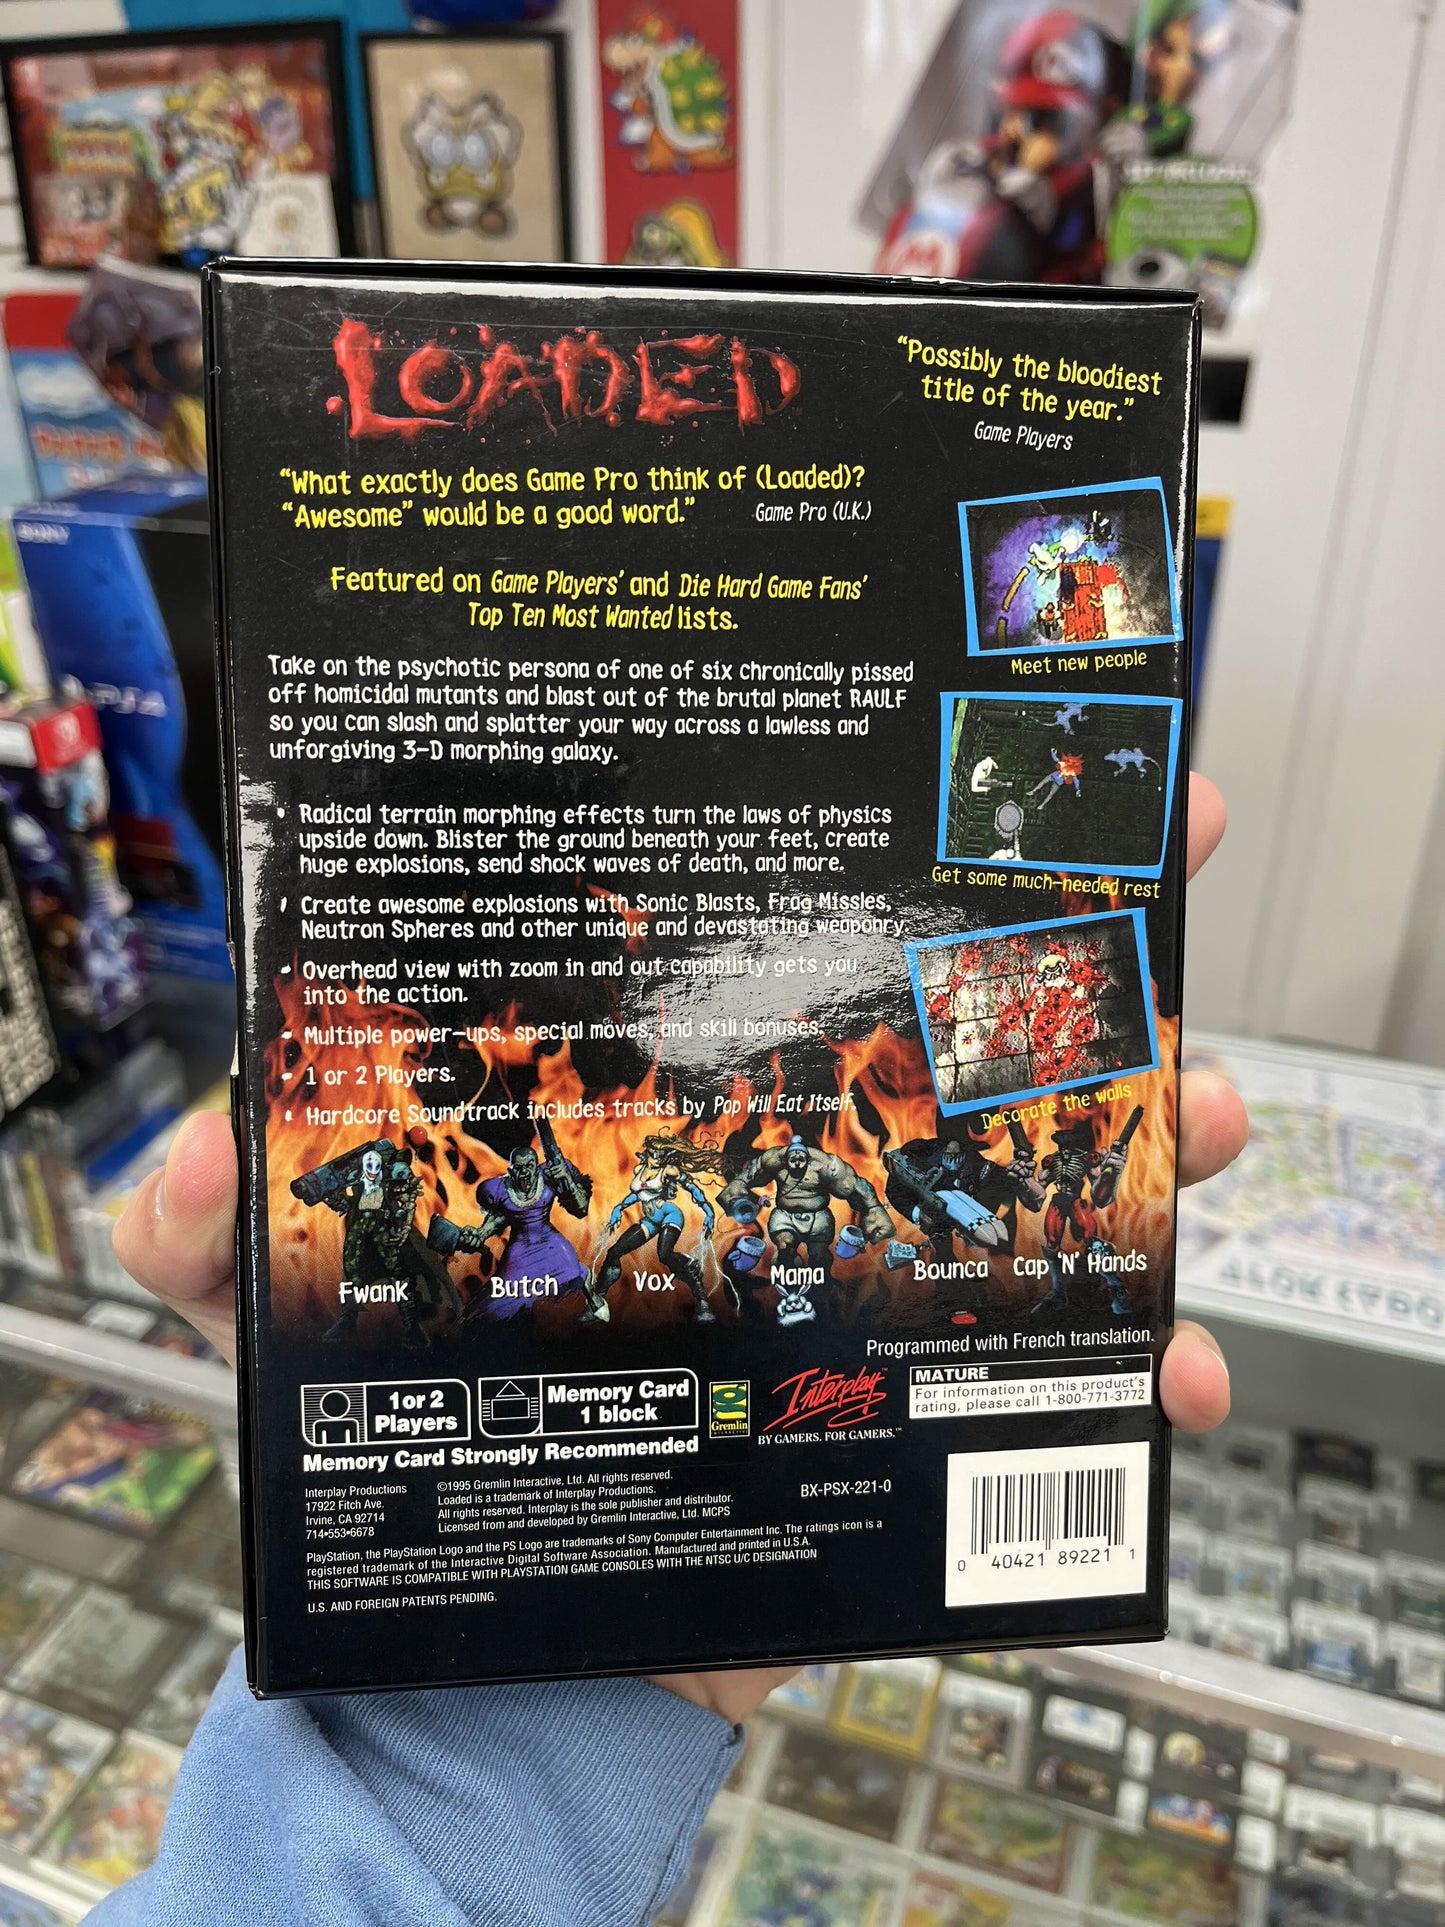 LOADED
"Possibly the bloodiest
title of the year."
Game Players
"What exactly does Game Pro think of (Loaded)?
"Awesome" would be a good word."
Game Pro (U.K.)
Featured on Game Players' and Die Hard Game Fans'
Top Ten Most Wanted lists.
Take on the psychotic persona of one of six chronically pissed
off homicidal mutants and blast out of the brutal planet RAULF
so you can slash and splatter your way across a lawless and
unforgiving 3-D morphing galaxy.
Meet new people
Get some much-needed rest
Decorate the walls
• Radical terrain morphing effects turn the laws of physics
upside down. Blister the ground beneath your feet, create
huge explosions, send shock waves of death, and more.
• Create awesome explosions with Sonic Blasts, Frag Missles,
Neutron Spheres and other unique and devastating weaponry.
• Overhead view with zoom in and out capability gets you
into the action.
• Multiple power-ups, special moves, and skill bonuses.
• 1 or 2 Players.
• Hardcore Soundtrack includes tracks by Pop Will Eat Itself.
Fwank
Butch
Vox
Mama
Bounca
Cap 'N' Hands
Programmed with French translation.
1 or 2
Players
Memory Card
1 block
Memory Card Strongly Recommended
Gremlin
INTERACTIVE
Interplay™
BY GAMERS. FOR GAMERS.™
MATURE
For information on this product's
rating, please call 1-800-771-3772
Interplay Productions
17922 Fitch Ave.
Irvine, CA 92714
714•553•6678
©1995 Gremlin Interactive, Ltd. All rights reserved.
Loaded is a trademark of Interplay Productions.
All rights reserved. Interplay is the sole publisher and distributor.
Licensed from and developed by Gremlin Interactive, Ltd. MCPS
BX-PSX-221-0
PlayStation, the PlayStation Logo and the PS Logo are trademarks of Sony Computer Entertainment Inc. The ratings icon is a
registered trademark of the Interactive Digital Software Association. Manufactured and printed in U.S.A.
THIS SOFTWARE IS COMPATIBLE WITH PLAYSTATION GAME CONSOLES WITH THE NTSC U/C DESIGNATION
U.S. AND FOREIGN PATENTS PENDING.
0 40421 89221 1
SONY
PS4